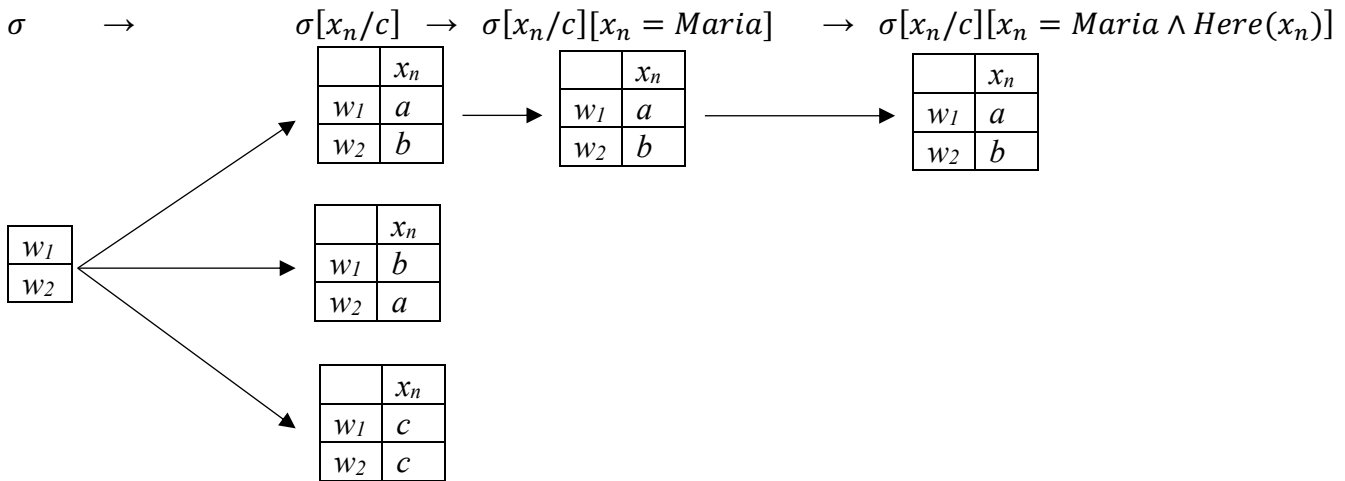 σ → σ[xₙ/c] → σ[xₙ/c][xₙ = Maria] → σ[xₙ/c][xₙ = Maria ∧ Here(xₙ)]
xₙ
w₁ a
w₂ b
xₙ
w₁ a
w₂ b
xₙ
w₁ a
w₂ b
w₁
w₂
xₙ
w₁ b
w₂ a
xₙ
w₁ c
w₂ c